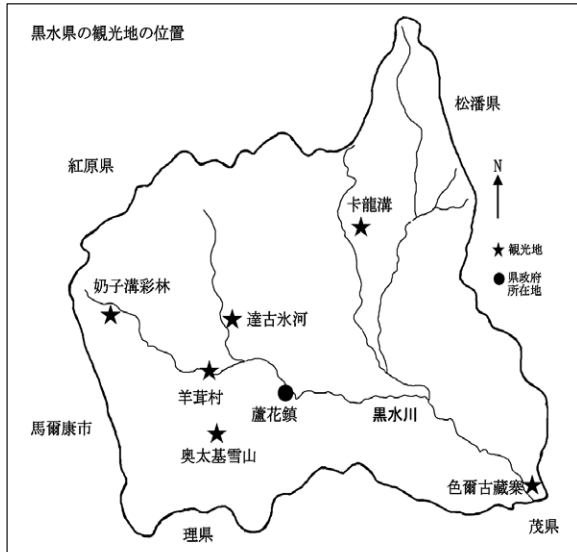 黒水県の観光地の位置
松潘県
紅原県
N
卡龍溝
★観光地
●県政府
所在地
奶子溝彩林
達古氷河
羊茸村
蘆花鎮
黒水川
馬爾康市
奥太基雪山
色爾古藏寨
理県
茂県